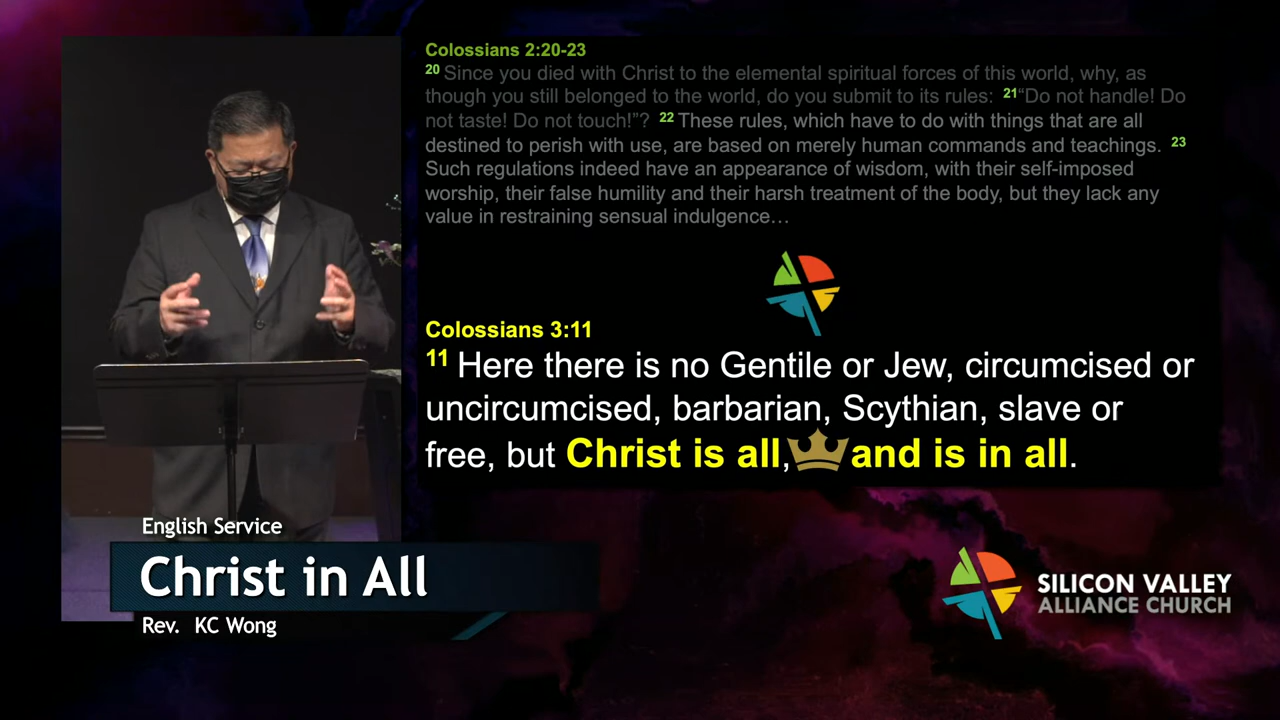 Colossians 2:20-23
20 Since you died with Christ to the elemental spiritual forces of this world, why, as
though you still belonged to the world, do you submit to its rules: 21“Do not handle! Do
not taste! Do not touch!”? 22 These rules, which have to do with things that are all
destined to perish with use, are based on merely human commands and teachings. 23
Such regulations indeed have an appearance of wisdom, with their self-imposed
worship, their false humility and their harsh treatment of the body, but they lack any
value in restraining sensual indulgence…
Colossians 3:11
11 Here there is no Gentile or Jew, circumcised or
uncircumcised, barbarian, Scythian, slave or
free, but Christ is all, and is in all.
English Service
Christ in All
Rev. KC Wong
SILICON VALLEY
ALLIANCE CHURCH